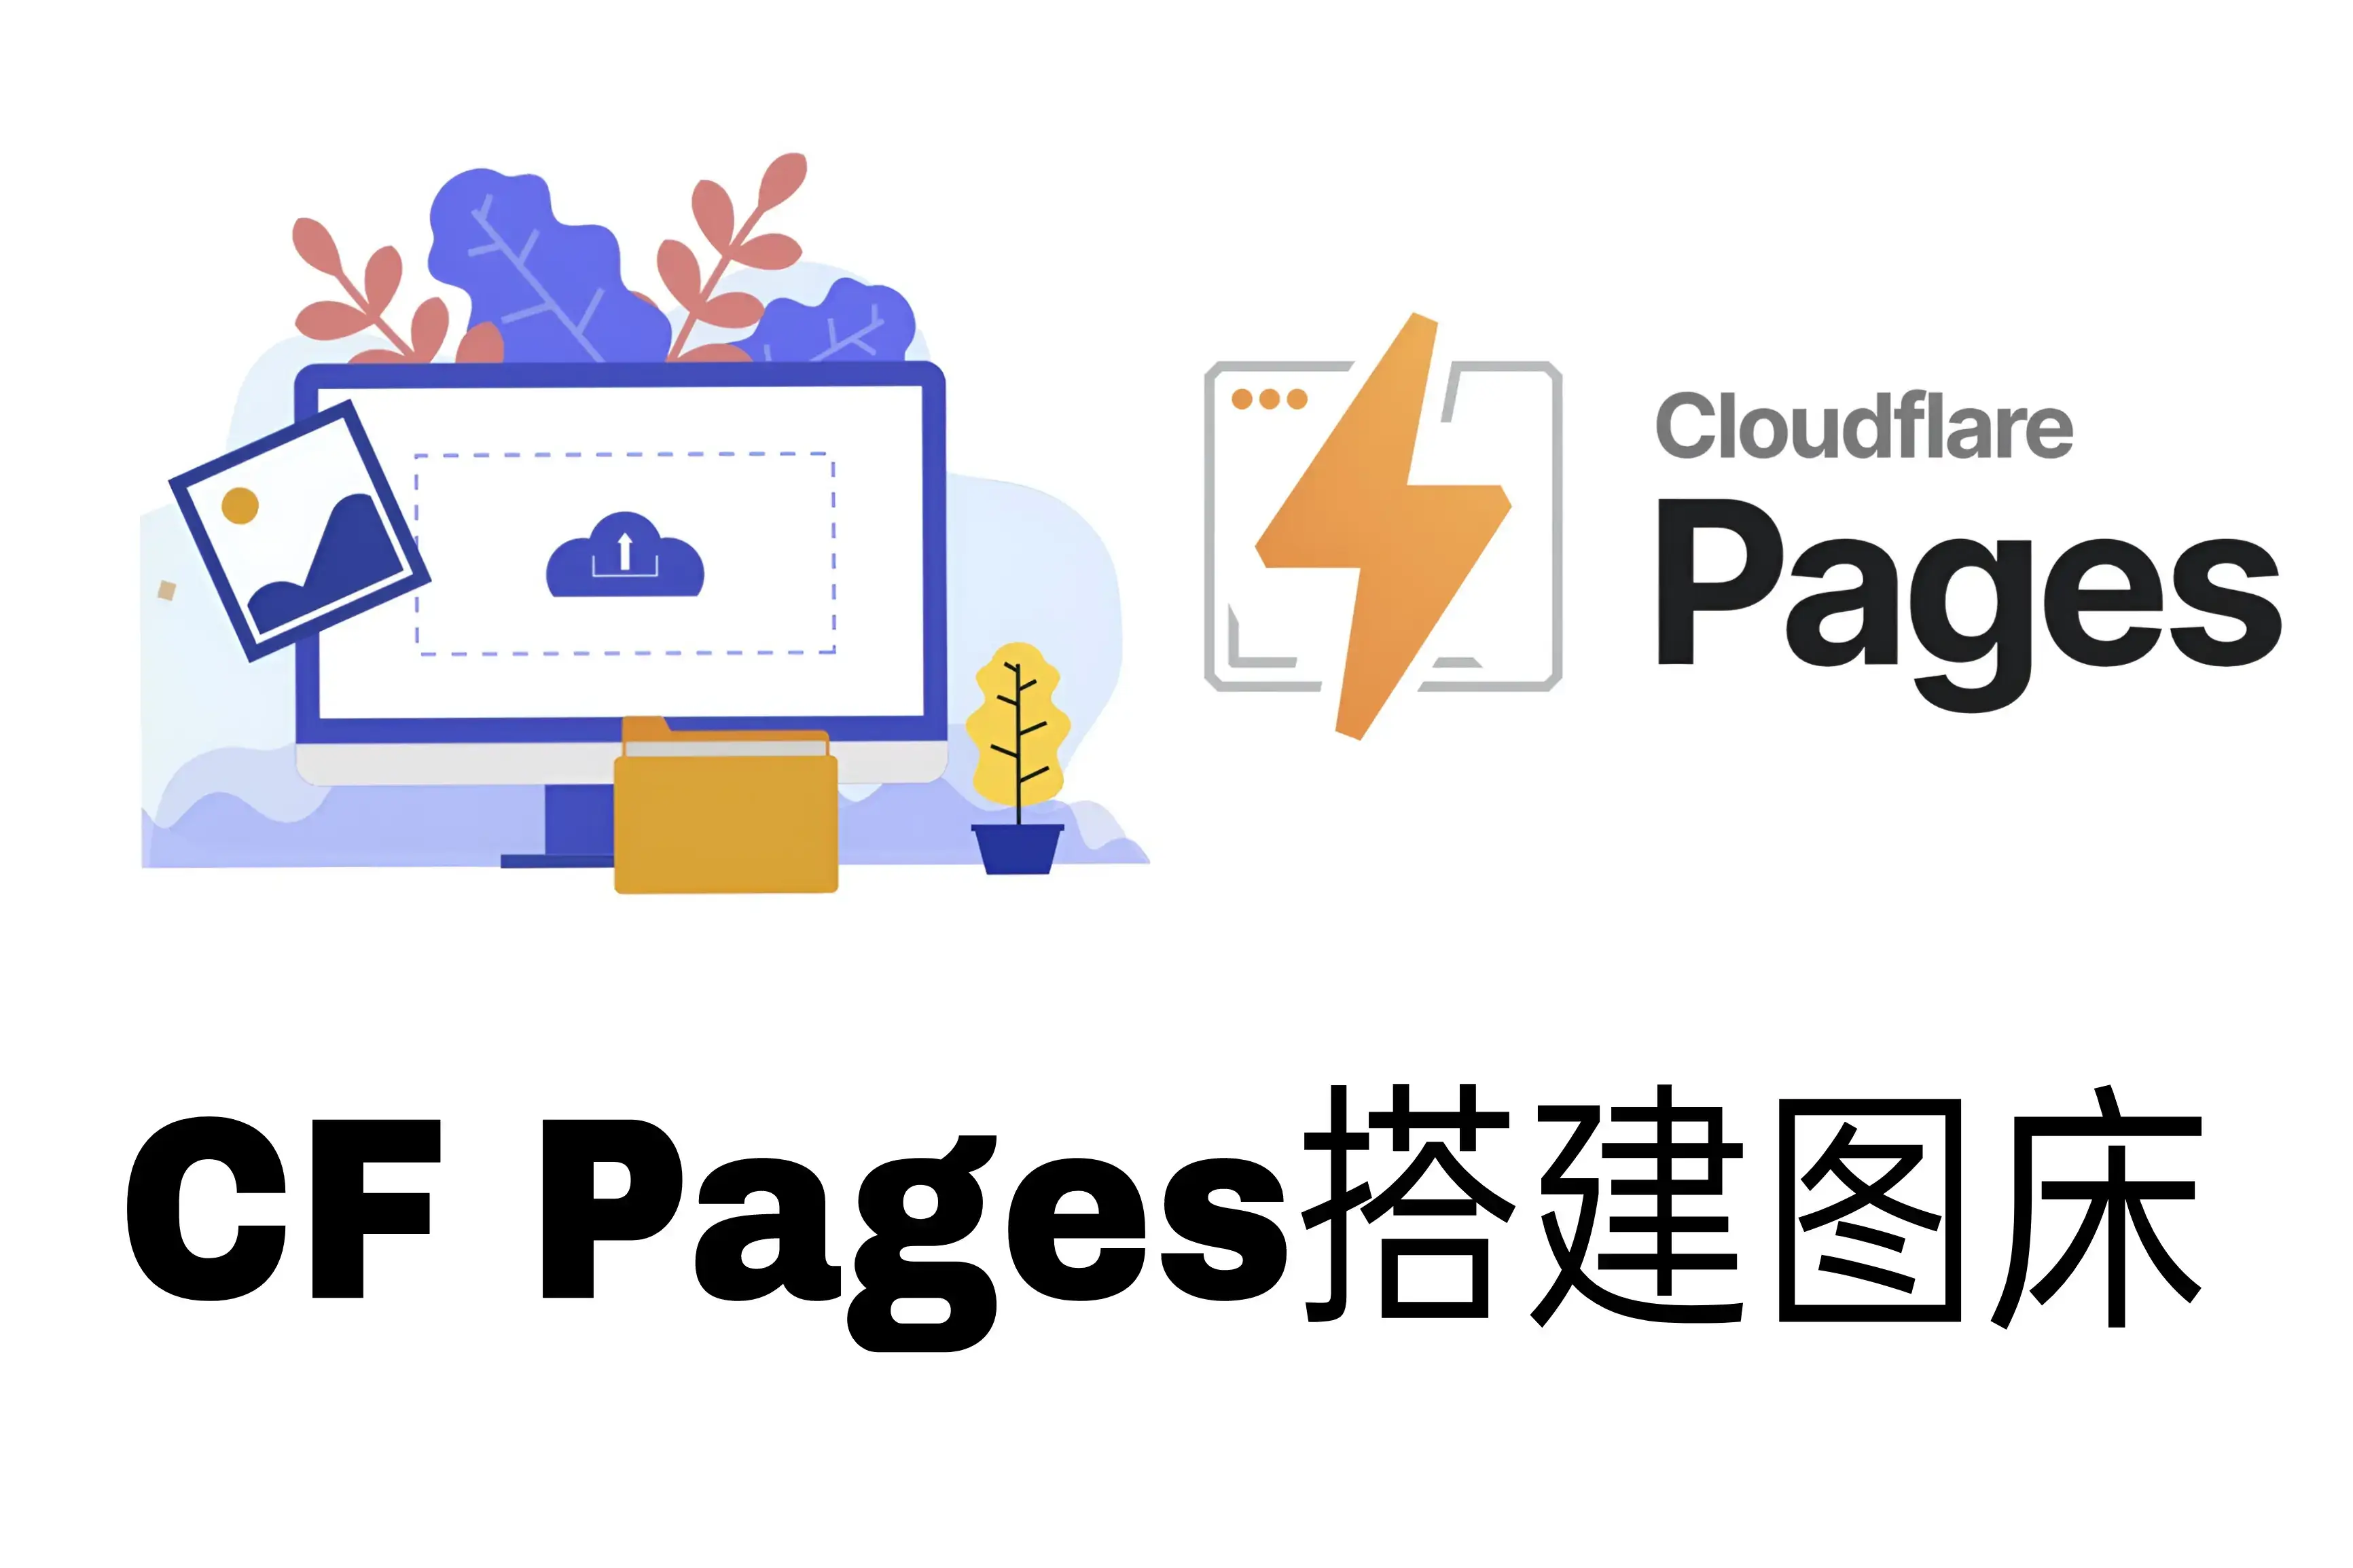 Cloudflare
Pages
CF Pages搭建图床